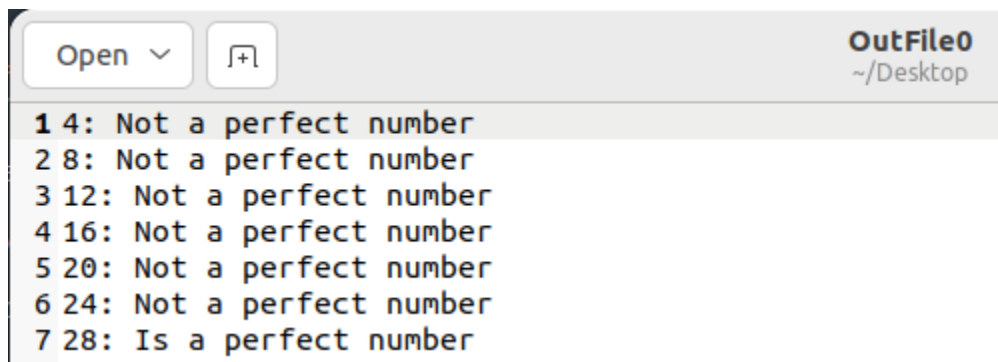 Open
OutFile0
~/Desktop
1 4: Not a perfect number
2 8: Not a perfect number
3 12: Not a perfect number
4 16: Not a perfect number
5 20: Not a perfect number
6 24: Not a perfect number
7 28: Is a perfect number